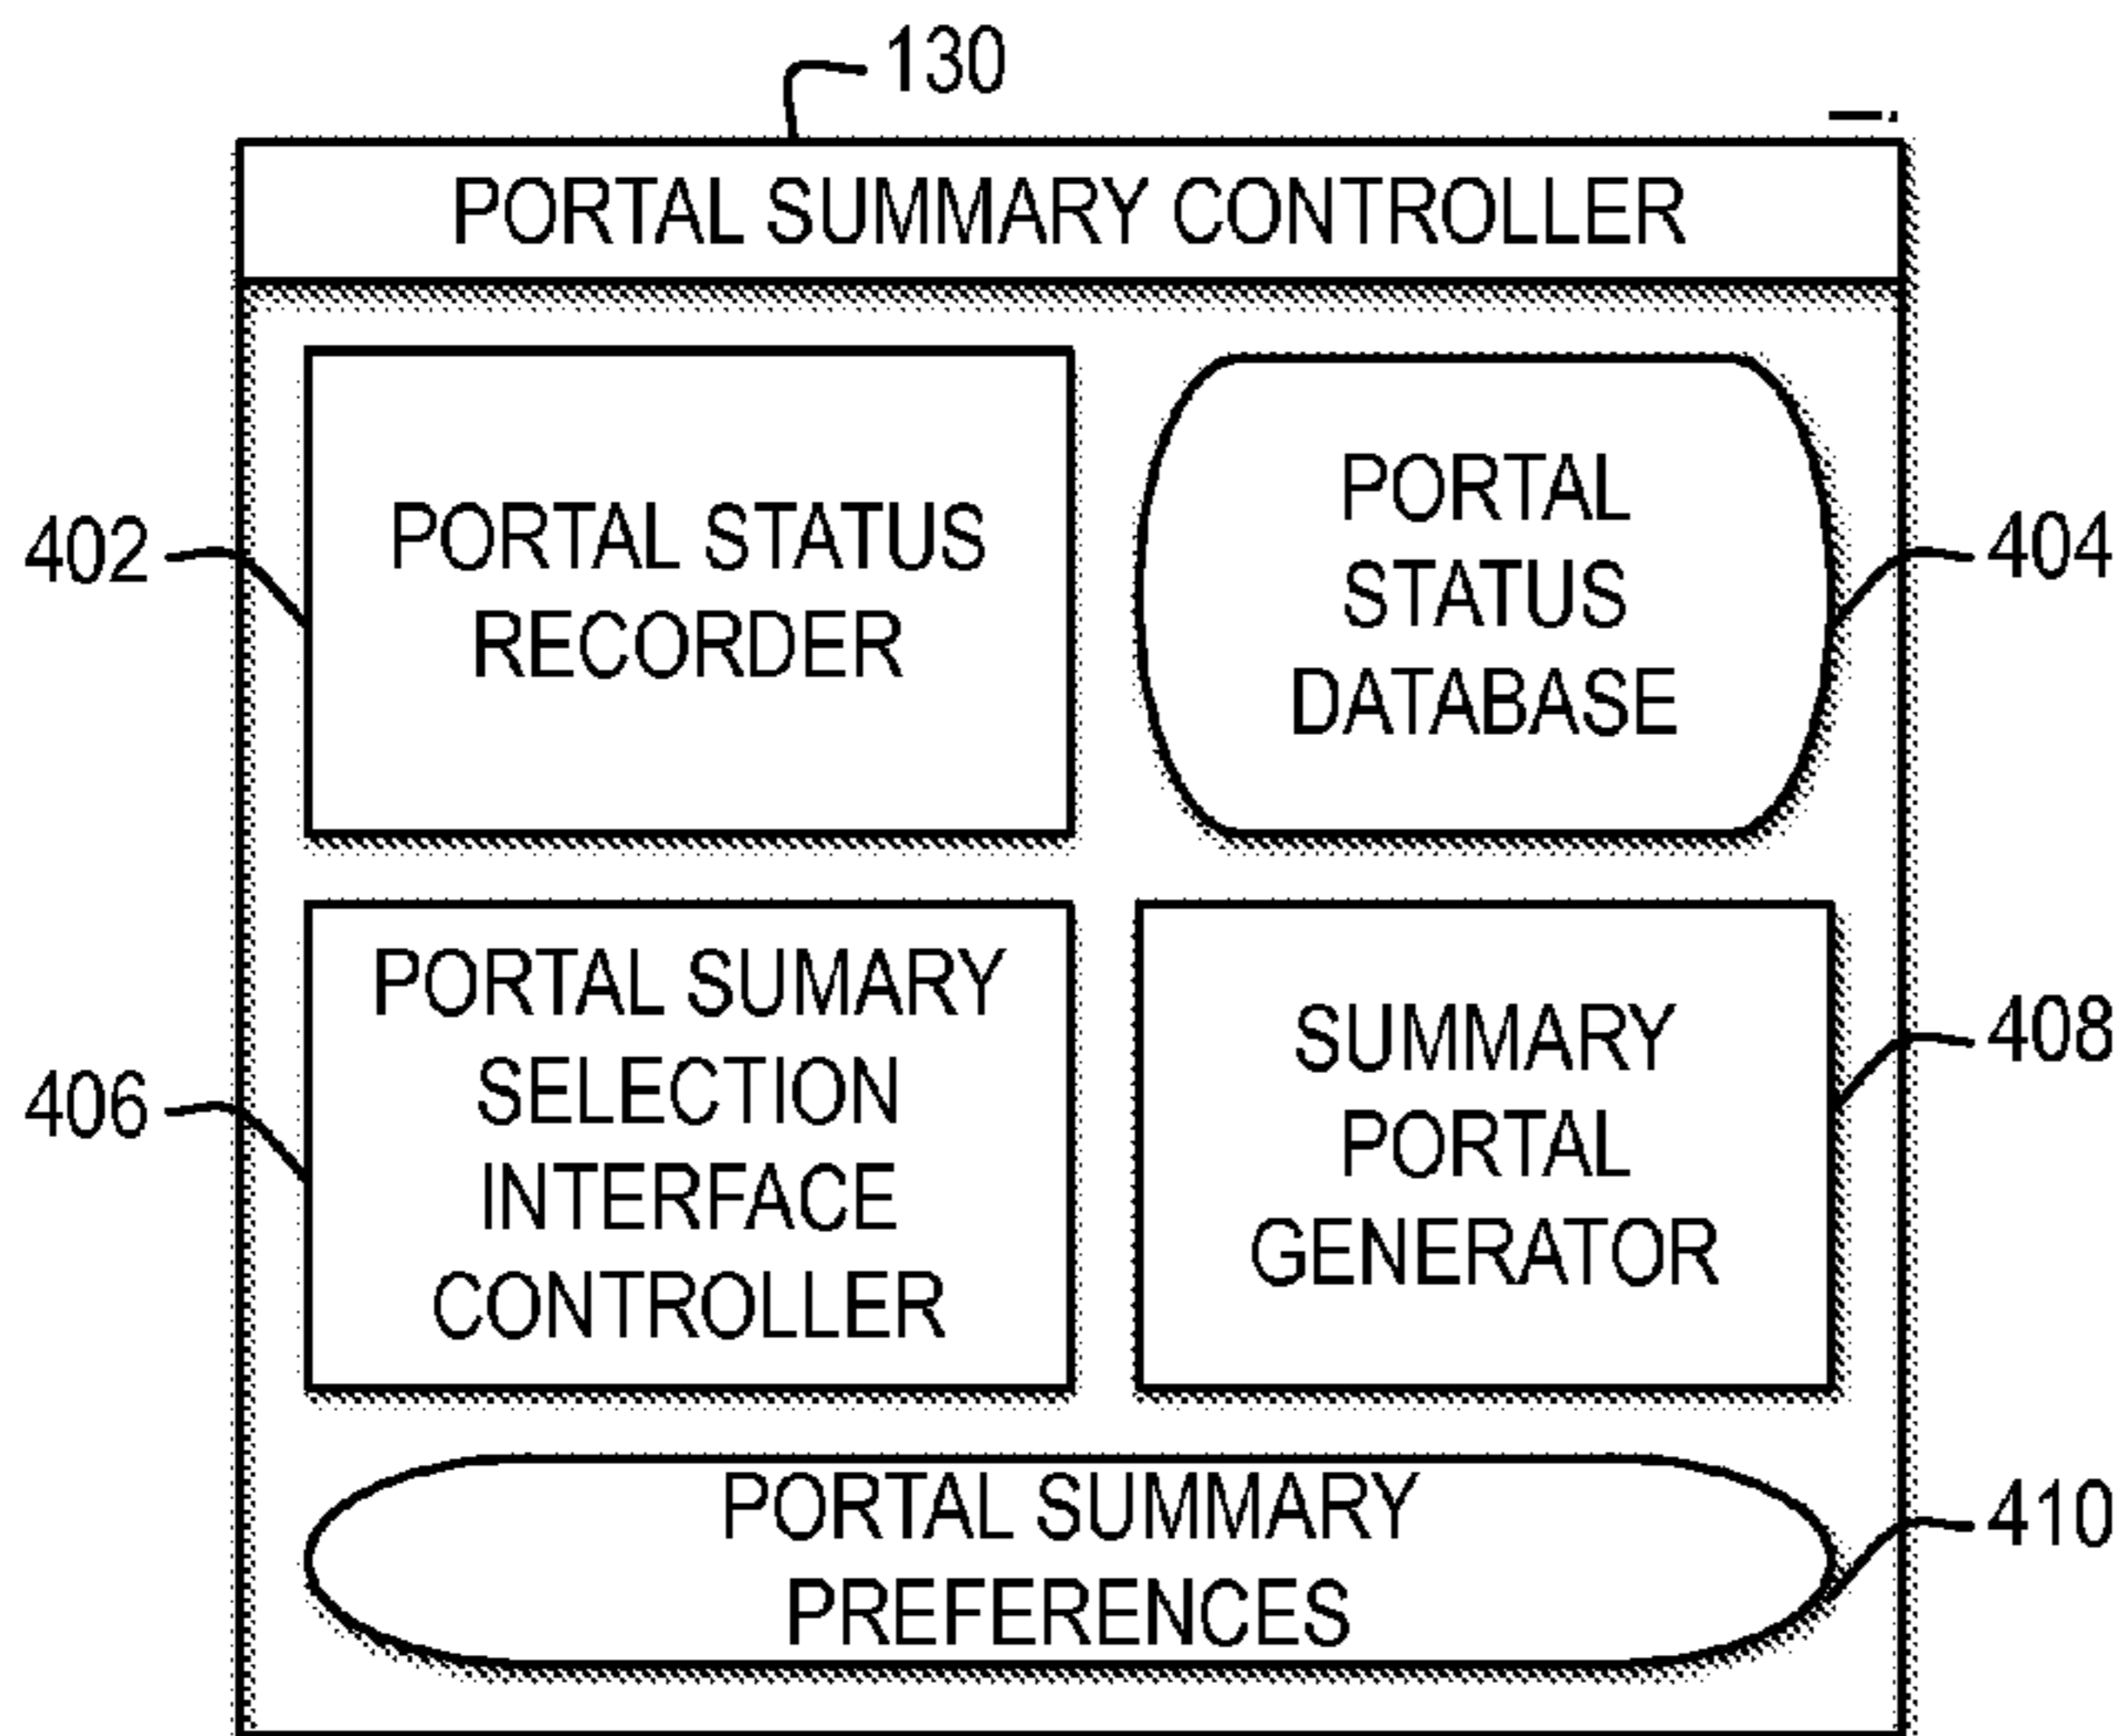 130
PORTAL SUMMARY CONTROLLER
402
PORTAL STATUS
RECORDER
PORTAL
STATUS
DATABASE
404
406
PORTAL SUMARY
SELECTION
INTERFACE
CONTROLLER
SUMMARY
PORTAL
GENERATOR
408
PORTAL SUMMARY
PREFERENCES
410